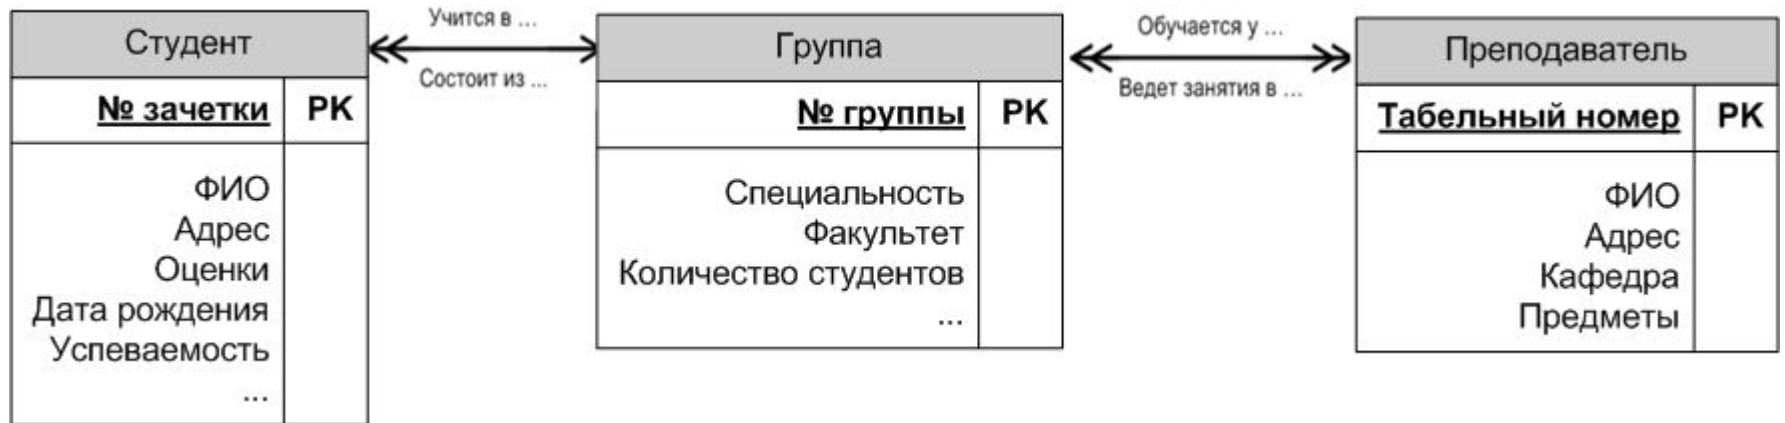 Студент
№ зачетки PK
ФИО
Адрес
Оценки
Дата рождения
Успеваемость
...
Учится в ...
Состоит из ...
Группа
№ группы PK
Специальность
Факультет
Количество студентов
...
Обучается у ...
Ведет занятия в ...
Преподаватель
Табельный номер PK
ФИО
Адрес
Кафедра
Предметы